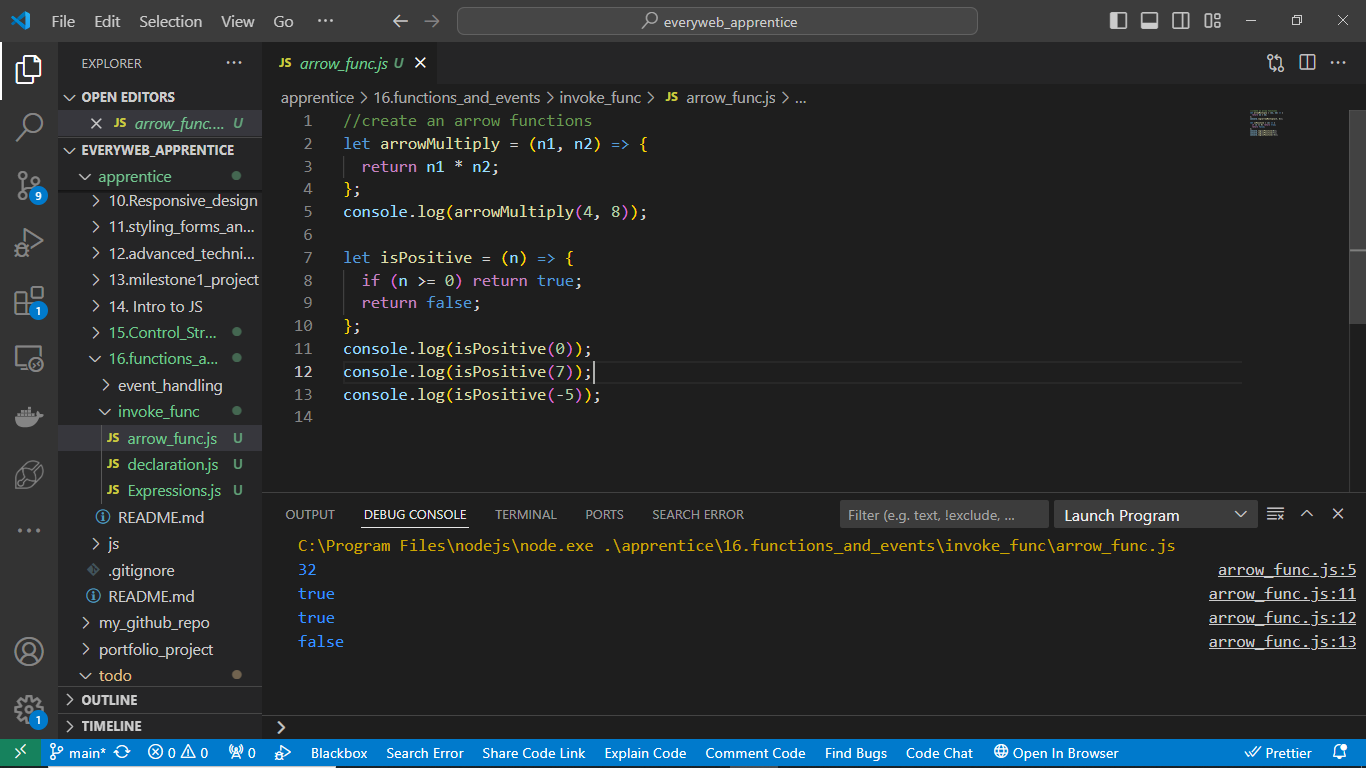 File Edit Selection View Go ··· everyweb_apprentice
EXPLORER ···
OPEN EDITORS
JS arrow_func.... U
EVERYWEB_APPRENTICE
apprentice
10.Responsive_design
11.styling_forms_an...
12.advanced_techni...
13.milestone1_project
14. Intro to JS
15.Control_Str...
16.functions_a...
event_handling
invoke_func
JS arrow_func.js U
JS declaration.js U
JS Expressions.js U
README.md
js
.gitignore
README.md
my_github_repo
portfolio_project
todo
OUTLINE
TIMELINE
9
1
1
JS arrow_func.js U
apprentice > 16.functions_and_events > invoke_func > JS arrow_func.js > ...
1 //create an arrow functions
2 let arrowMultiply = (n1, n2) => {
3 return n1 * n2;
4 };
5 console.log(arrowMultiply(4, 8));
6
7 let isPositive = (n) => {
8 if (n >= 0) return true;
9 return false;
10 };
11 console.log(isPositive(0));
12 console.log(isPositive(7));
13 console.log(isPositive(-5));
14
OUTPUT DEBUG CONSOLE TERMINAL PORTS SEARCH ERROR Filter (e.g. text, !exclude, ... Launch Program
C:\Program Files\nodejs\node.exe .\apprentice\16.functions_and_events\invoke_func\arrow_func.js
32 arrow_func.js:5
true arrow_func.js:11
true arrow_func.js:12
false arrow_func.js:13
main* 0 0 0 Blackbox Search Error Share Code Link Explain Code Comment Code Find Bugs Code Chat Open In Browser Prettier